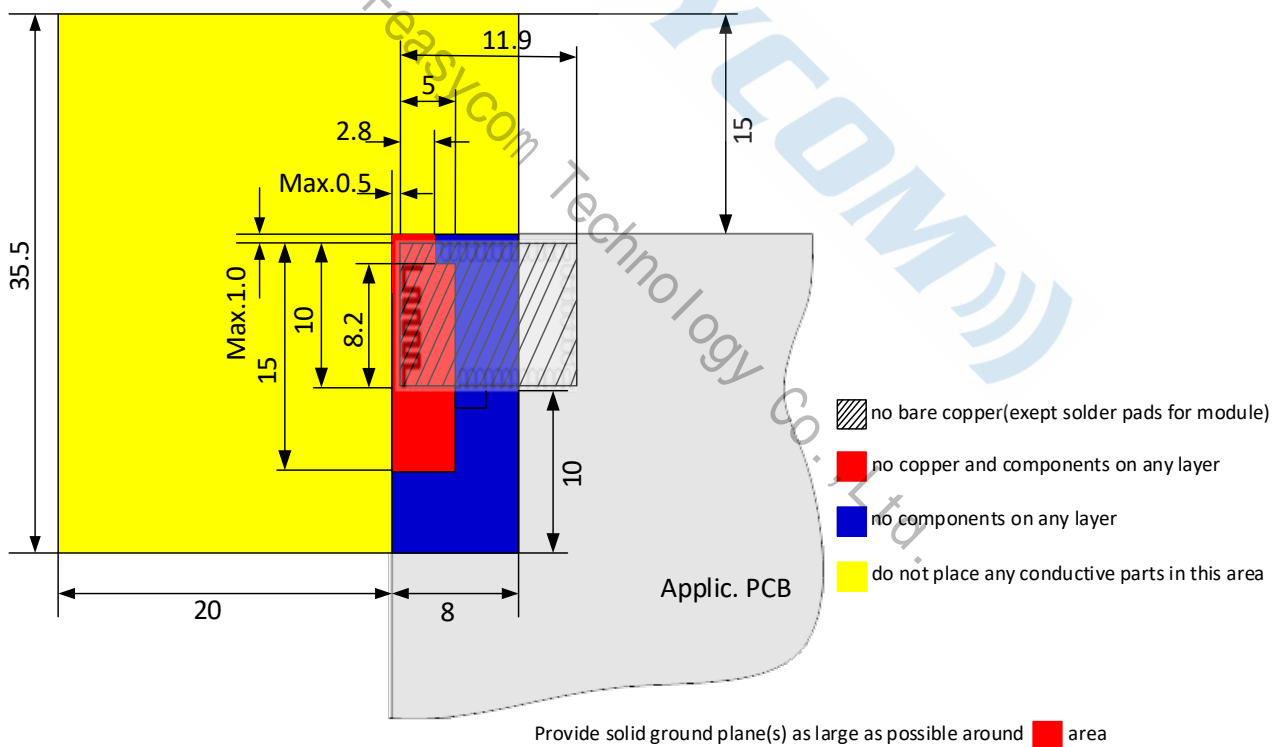 YCOM
Feasycom Technology Co.,Ltd.
11.9
5
2.8
15
Max.0.5
35.5
Max.1.0
15
10
8.2
no bare copper(exept solder pads for module)
no copper and components on any layer
10
no components on any layer
do not place any conductive parts in this area
Applic. PCB
20
8
Provide solid ground plane(s) as large as possible around
area